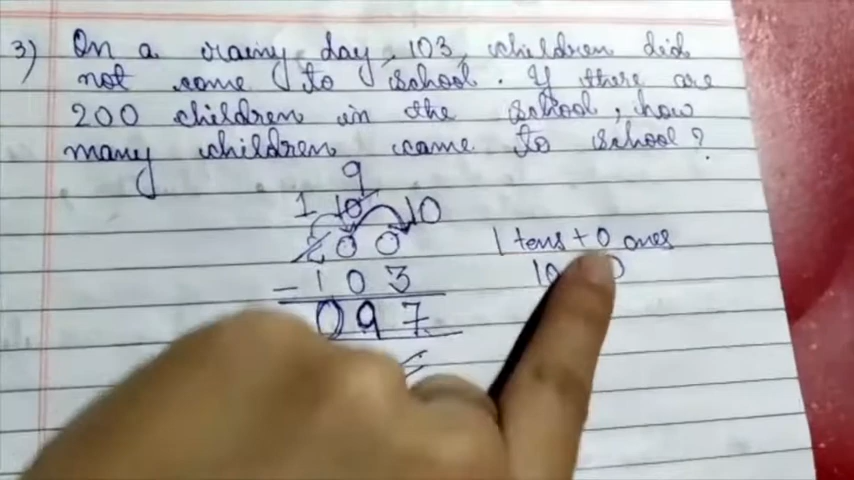 3) On a rainy day, 103, children did
not come to school. If there are
200 children in the school, how
many children came to school?
9
1 10 10
2 0 0
- 1 0 3
0 9 7
1 tens + 0 ones
10